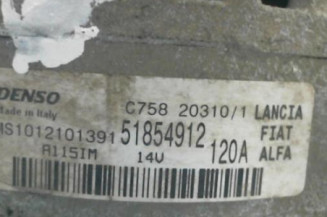 DENSO
C758 20310/1 LANCIA
Made in Italy
MS1012101391 51854912 FIAT
A115IM 14V 120A ALFA